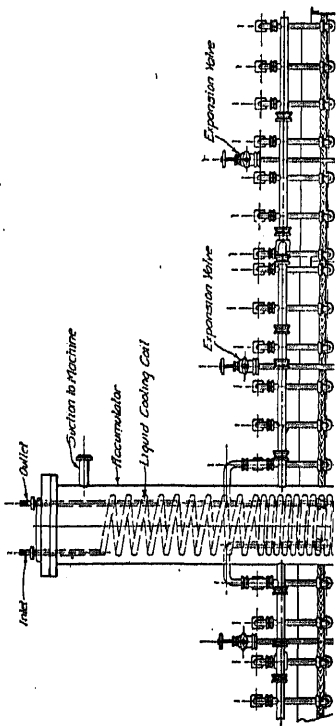 Expansion Valve
Expansion Valve
Suction to Machine
Accumulator
Liquid Cooling Coil
Outlet
Inlet